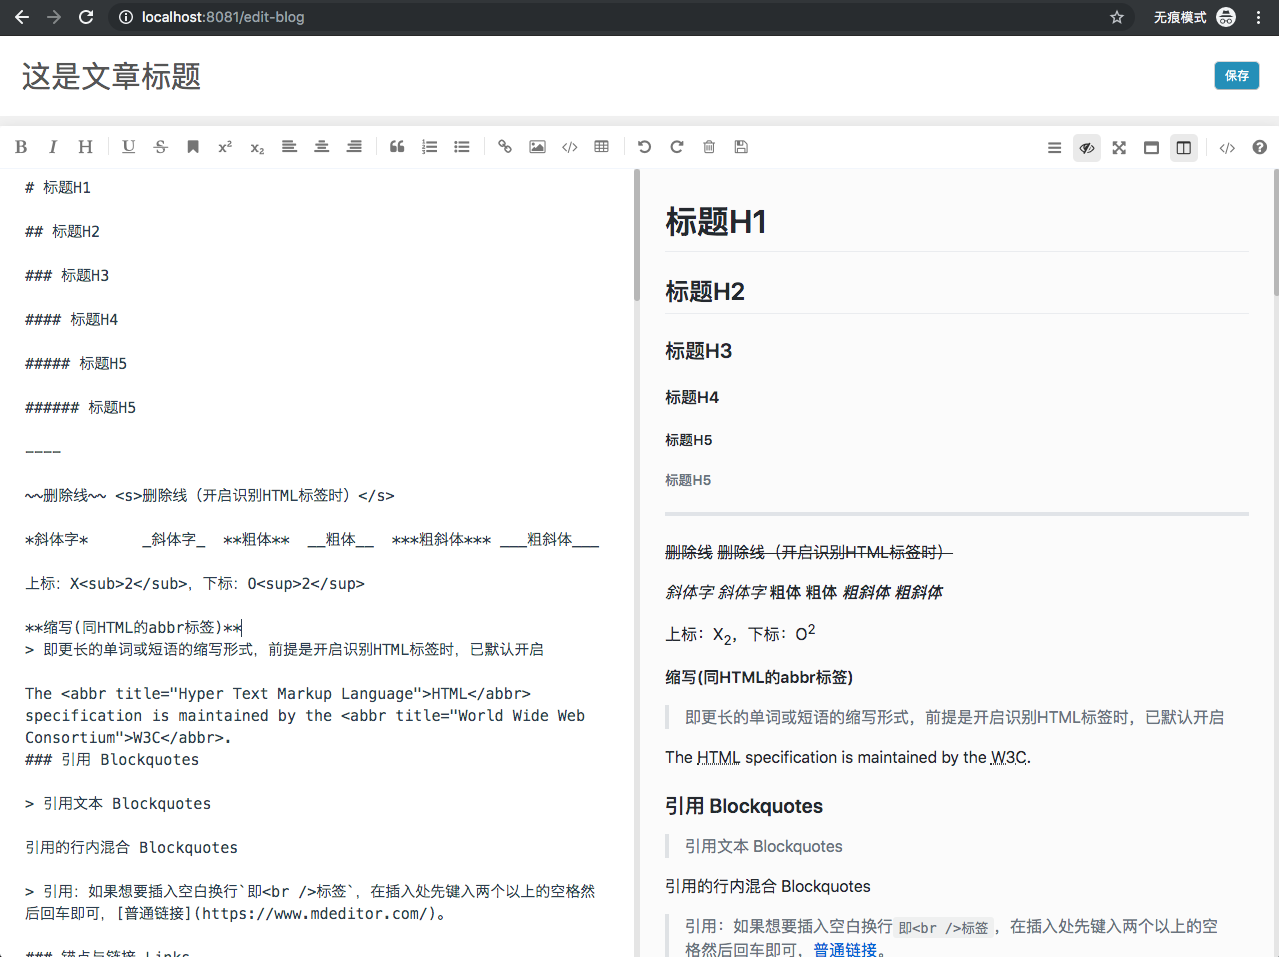 localhost:8081/edit-blog
无痕模式
这是文章标题
保存
B I H U S x² x₂
# 标题H1
## 标题H2
### 标题H3
#### 标题H4
##### 标题H5
###### 标题H5
----
~~删除线~~ <s>删除线（开启识别HTML标签时）</s>
*斜体字*      _斜体字_  **粗体**  __粗体__  ***粗斜体*** ___粗斜体___
上标：X<sub>2</sub>，下标：O<sup>2</sup>
**缩写(同HTML的abbr标签)**
> 即更长的单词或短语的缩写形式，前提是开启识别HTML标签时，已默认开启
The <abbr title="Hyper Text Markup Language">HTML</abbr>
specification is maintained by the <abbr title="World Wide Web
Consortium">W3C</abbr>.
### 引用 Blockquotes
> 引用文本 Blockquotes
引用的行内混合 Blockquotes
> 引用：如果想要插入空白换行`即<br />标签`，在插入处先键入两个以上的空格然
后回车即可，[普通链接](https://www.mdeditor.com/)。
### 锚点与链接 Links
标题H1
标题H2
标题H3
标题H4
标题H5
标题H5
删除线 删除线（开启识别HTML标签时）
斜体字 斜体字 粗体 粗体 粗斜体 粗斜体
上标：X₂，下标：O²
缩写(同HTML的abbr标签)
即更长的单词或短语的缩写形式，前提是开启识别HTML标签时，已默认开启
The HTML specification is maintained by the W3C.
引用 Blockquotes
引用文本 Blockquotes
引用的行内混合 Blockquotes
引用：如果想要插入空白换行 即<br />标签 ，在插入处先键入两个以上的空
格然后回车即可，普通链接。